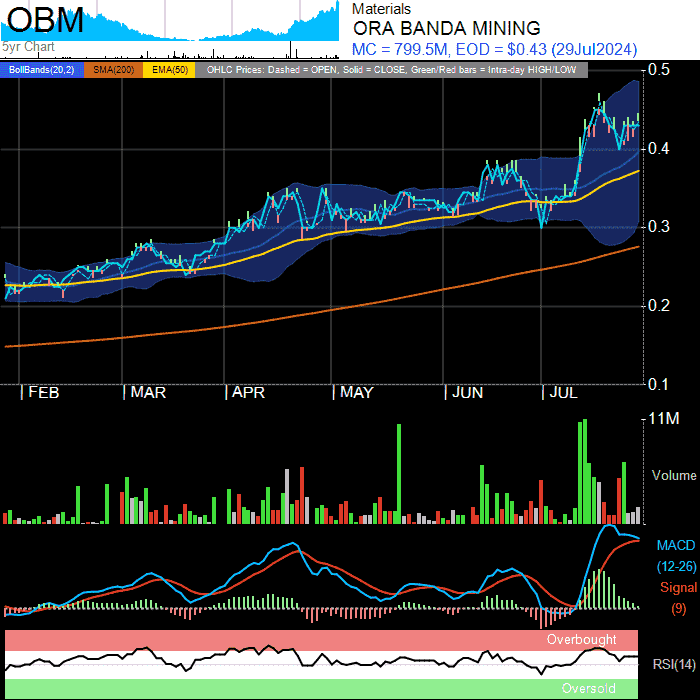 OBM
5yr Chart
Materials
ORA BANDA MINING
MC = 799.5M, EOD = $0.43 (29Jul2024)
BollBands(20,2) SMA(200) EMA(50) OHLC Prices: Dashed = OPEN, Solid = CLOSE, Green/Red bars = Intra-day HIGH/LOW
0.5
0.4
0.3
0.2
0.1
FEB MAR APR MAY JUN JUL
11M
Volume
MACD
(12-26)
Signal
(9)
Overbought
RSI(14)
Oversold